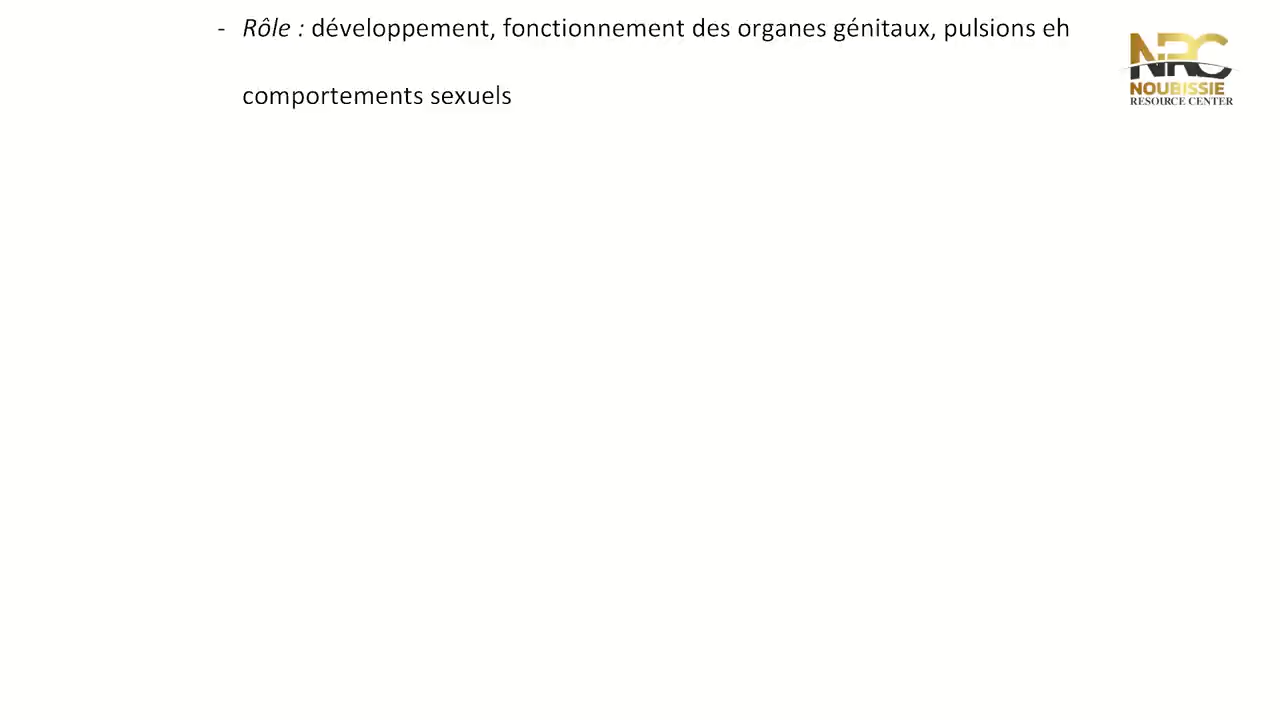 - Rôle : développement, fonctionnement des organes génitaux, pulsions eh
comportements sexuels
NRC
NOUBISSIE
RESOURCE CENTER